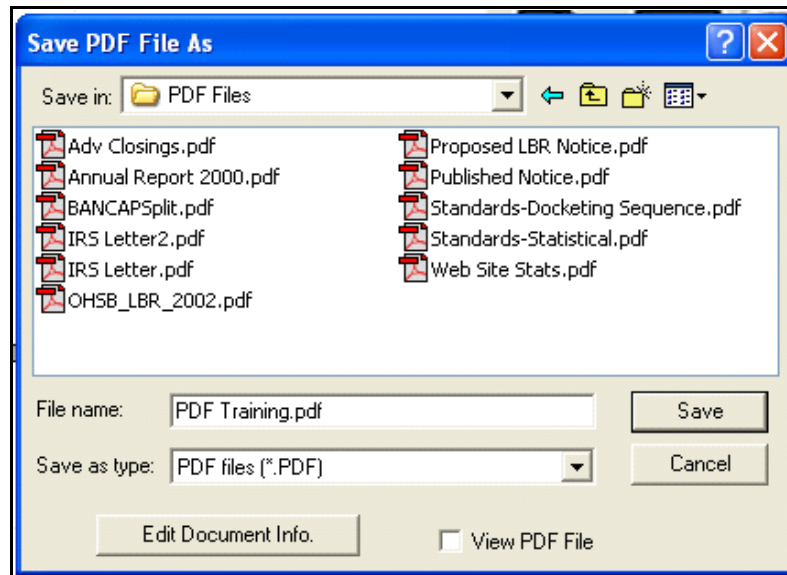 Save PDF File As
Save in: PDF Files
Adv Closings.pdf
Annual Report 2000.pdf
BANCAPSplit.pdf
IRS Letter2.pdf
IRS Letter.pdf
OHSB_LBR_2002.pdf
Proposed LBR Notice.pdf
Published Notice.pdf
Standards-Docketing Sequence.pdf
Standards-Statistical.pdf
Web Site Stats.pdf
File name: PDF Training.pdf Save
Save as type: PDF files (*.PDF) Cancel
Edit Document Info. View PDF File